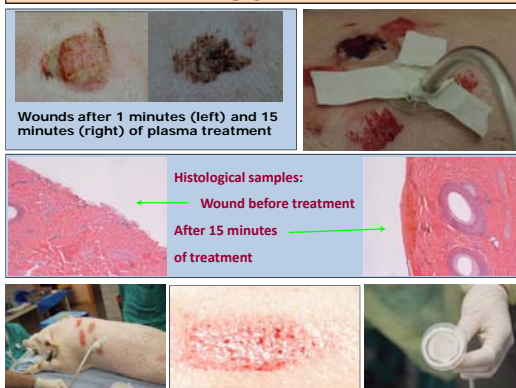 Wounds after 1 minutes (left) and 15
minutes (right) of plasma treatment
Histological samples:
Wound before treatment
After 15 minutes
of treatment